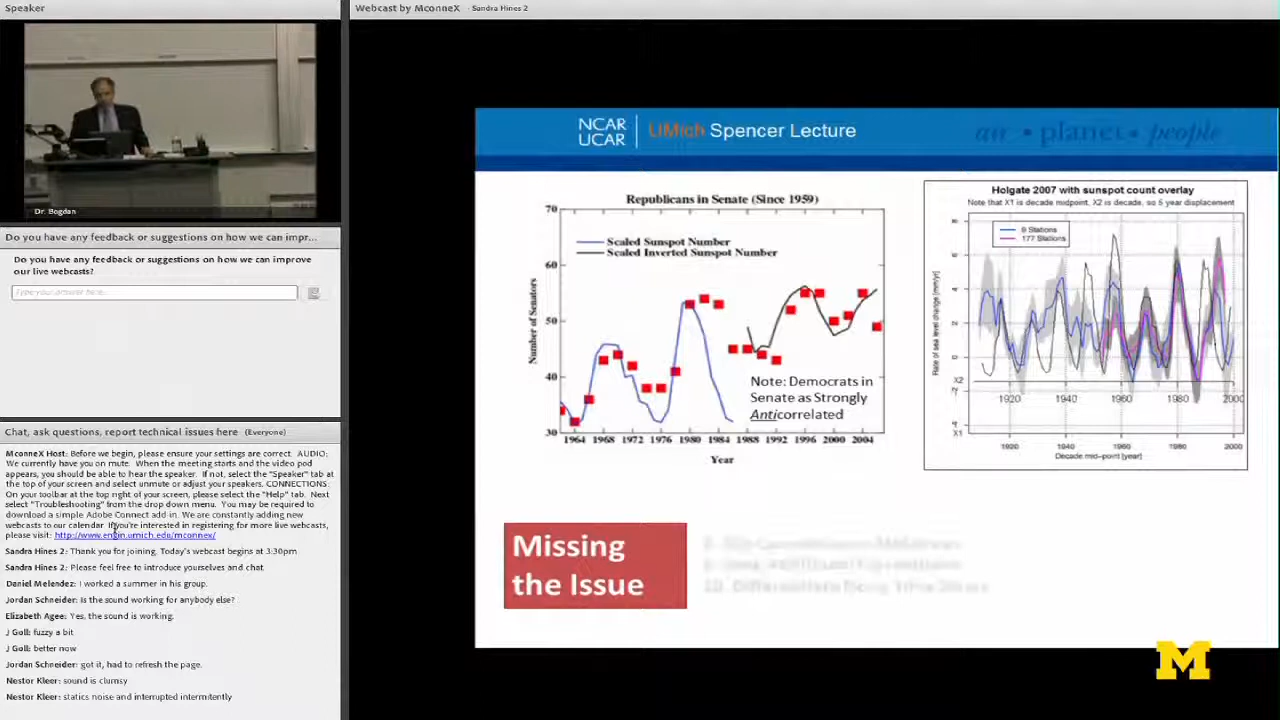 Speaker
Webcast by MconneX - Sandra Hines 2
Dr. Bogdan
Do you have any feedback or suggestions on how we can impr...
Do you have any feedback or suggestions on how we can improve
our live webcasts?
Type your answer here..
Chat, ask questions, report technical issues here (Everyone)
MconneX Host: Before we begin, please ensure your settings are correct. AUDIO:
We currently have you on mute. When the meeting starts and the video pod
appears, you should be able to hear the speaker. If not, select the "Speaker" tab at
the top of your screen and select unmute or adjust your speakers. CONNECTIONS:
On your toolbar at the top right of your screen, please select the "Help" tab. Next
select "Troubleshooting" from the drop down menu. You may be required to
download a simple Adobe Connect add-in. We are constantly adding new
webcasts to our calendar. If you're interested in registering for more live webcasts,
please visit: http://www.engin.umich.edu/mconnex/
Sandra Hines 2: Thank you for joining. Today's webcast begins at 3:30pm
Sandra Hines 2: Please feel free to introduce yourselves and chat.
Daniel Melendez: I worked a summer in his group.
Jordan Schneider: Is the sound working for anybody else?
Elizabeth Agee: Yes, the sound is working.
J Goll: fuzzy a bit
J Goll: better now
Jordan Schneider: got it, had to refresh the page.
Nestor Kleer: sound is clumsy
Nestor Kleer: statics noise and interrupted intermitently
NCAR
UCAR
UMich Spencer Lecture
air • planet • people
Republicans in Senate (Since 1959)
Scaled Sunspot Number
Scaled Inverted Sunspot Number
Number of Senators
70
60
50
40
30
Note: Democrats in
Senate as Strongly
Anticorrelated
1964 1968 1972 1976 1980 1984 1988 1992 1996 2000 2004
Year
Holgate 2007 with sunspot count overlay
Note that X1 is decade midpoint, X2 is decade, so 5 year displacement
9 Stations
177 Stations
Rate of sea level change [mm/yr]
8
6
4
2
0
-2
-4
X2
X1
1920 1940 1960 1980 2000
1920 1940 1960 1980 2000
Decade mid-point [year]
Missing
the Issue
M